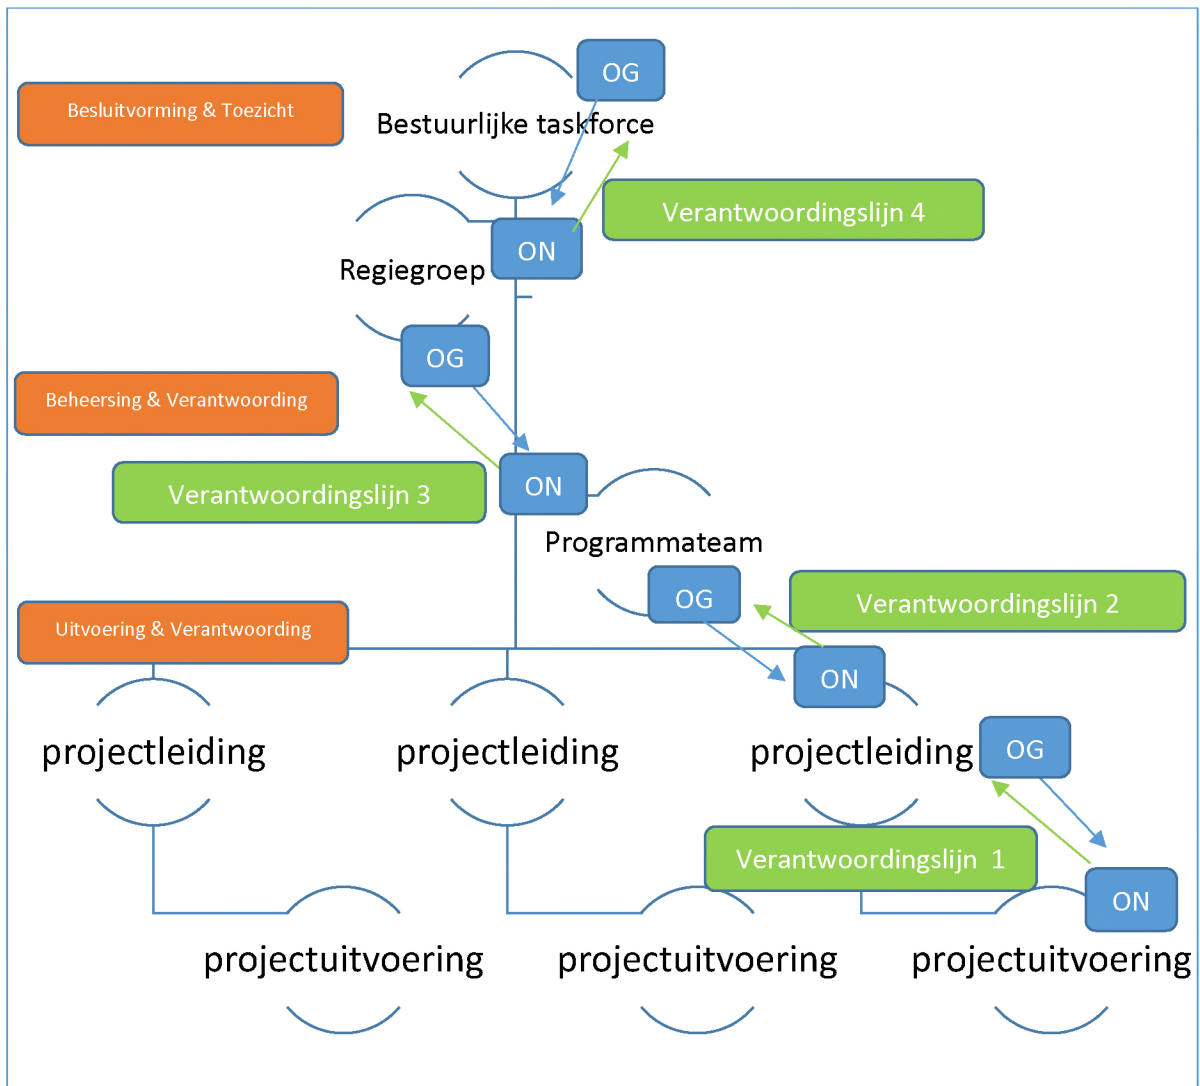 OG
Besluitvorming & Toezicht
Bestuurlijke taskforce
Verantwoordingslijn 4
ON
Regiegroep
OG
Beheersing & Verantwoording
ON
Verantwoordingslijn 3
Programmateam
OG
Verantwoordingslijn 2
Uitvoering & Verantwoording
ON
projectleiding
projectleiding
projectleiding
OG
Verantwoordingslijn  1
ON
projectuitvoering
projectuitvoering
projectuitvoering